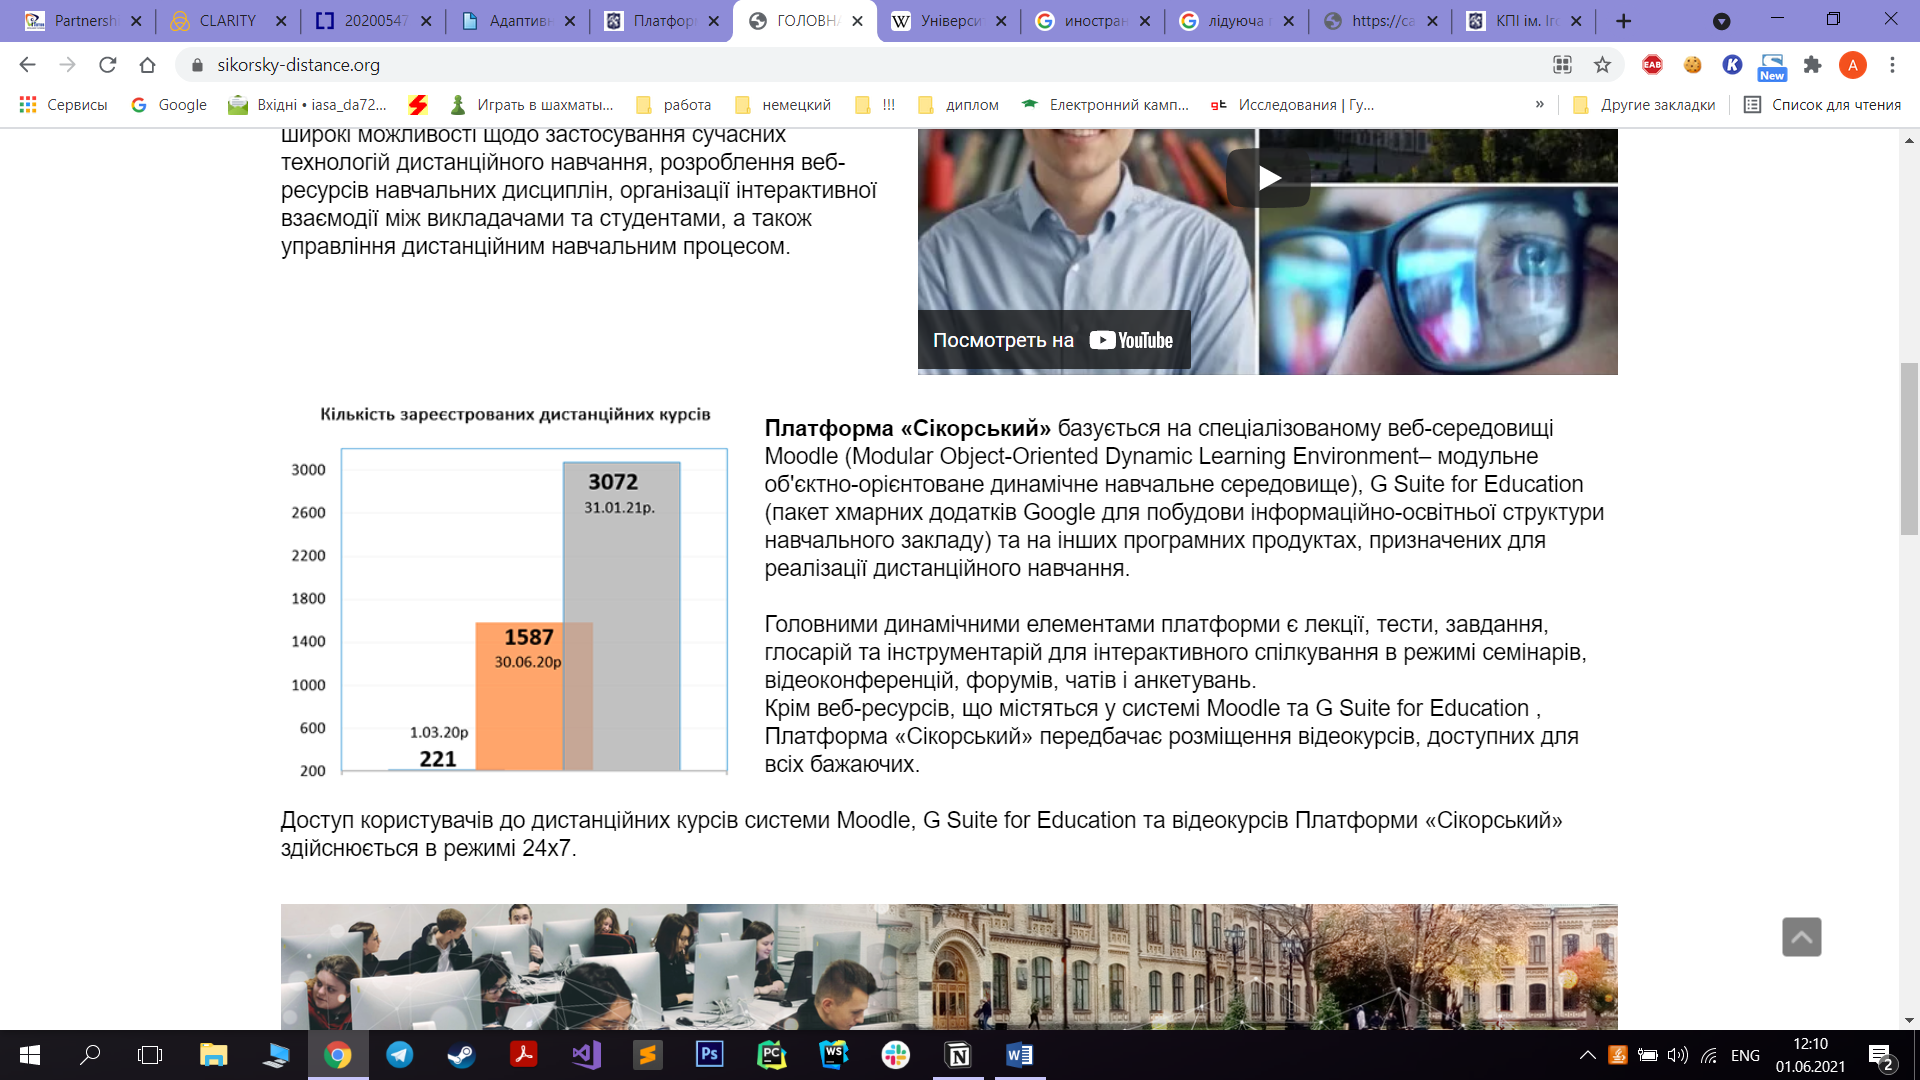 Partnersh
CLARITY
20200547
Адаптивн
Платфор
ГОЛОВНА
Універси
иностран
лідуюча
https://ca
КПІ ім. Іг
sikorsky-distance.org
EAB
New
A
Сервисы
Google
Вхідні • iasa_da72...
Играть в шахматы...
работа
немецкий
!!!
диплом
Електронний камп...
Исследования | Гу...
»
Другие закладки
Список для чтения
широкі можливості щодо застосування сучасних
технологій дистанційного навчання, розроблення веб-
ресурсів навчальних дисциплін, організації інтерактивної
взаємодії між викладачами та студентами, а також
управління дистанційним навчальним процесом.
Посмотреть на YouTube
Кількість зареєстрованих дистанційних курсів
3000
2600
2200
1800
1400
1000
600
200
3072
31.01.21р.
1587
30.06.20р
1.03.20р
221
Платформа «Сікорський» базується на спеціалізованому веб-середовищі
Moodle (Modular Object-Oriented Dynamic Learning Environment– модульне
об'єктно-орієнтоване динамічне навчальне середовище), G Suite for Education
(пакет хмарних додатків Google для побудови інформаційно-освітньої структури
навчального закладу) та на інших програмних продуктах, призначених для
реалізації дистанційного навчання.
Головними динамічними елементами платформи є лекції, тести, завдання,
глосарій та інструментарій для інтерактивного спілкування в режимі семінарів,
відеоконференцій, форумів, чатів і анкетувань.
Крім веб-ресурсів, що містяться у системі Moodle та G Suite for Education ,
Платформа «Сікорський» передбачає розміщення відеокурсів, доступних для
всіх бажаючих.
Доступ користувачів до дистанційних курсів системи Moodle, G Suite for Education та відеокурсів Платформи «Сікорський»
здійснюється в режимі 24x7.
Ps
PC
WS
N
W
ENG
12:10
01.06.2021
2